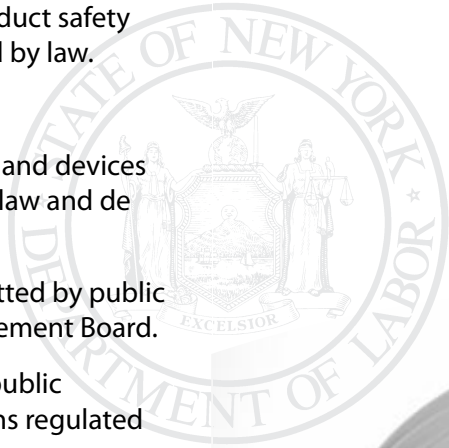 duct safety
l by law.
STATE OF NEW YORK
and devices
law and de
EXCELSIOR
tted by public
ement Board.
DEPARTMENT OF LABOR
public
ns regulated